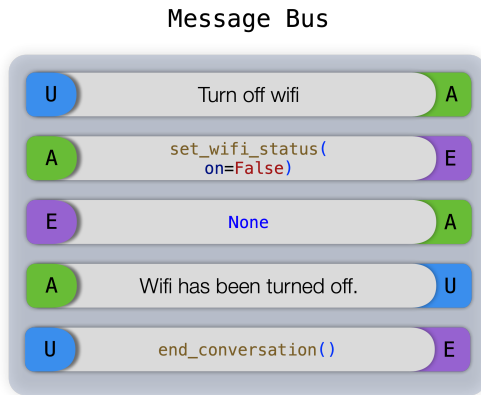 Message Bus
U Turn off wifi A
A set_wifi_status( E
on=False)
E None A
A Wifi has been turned off. U
U end_conversation() E